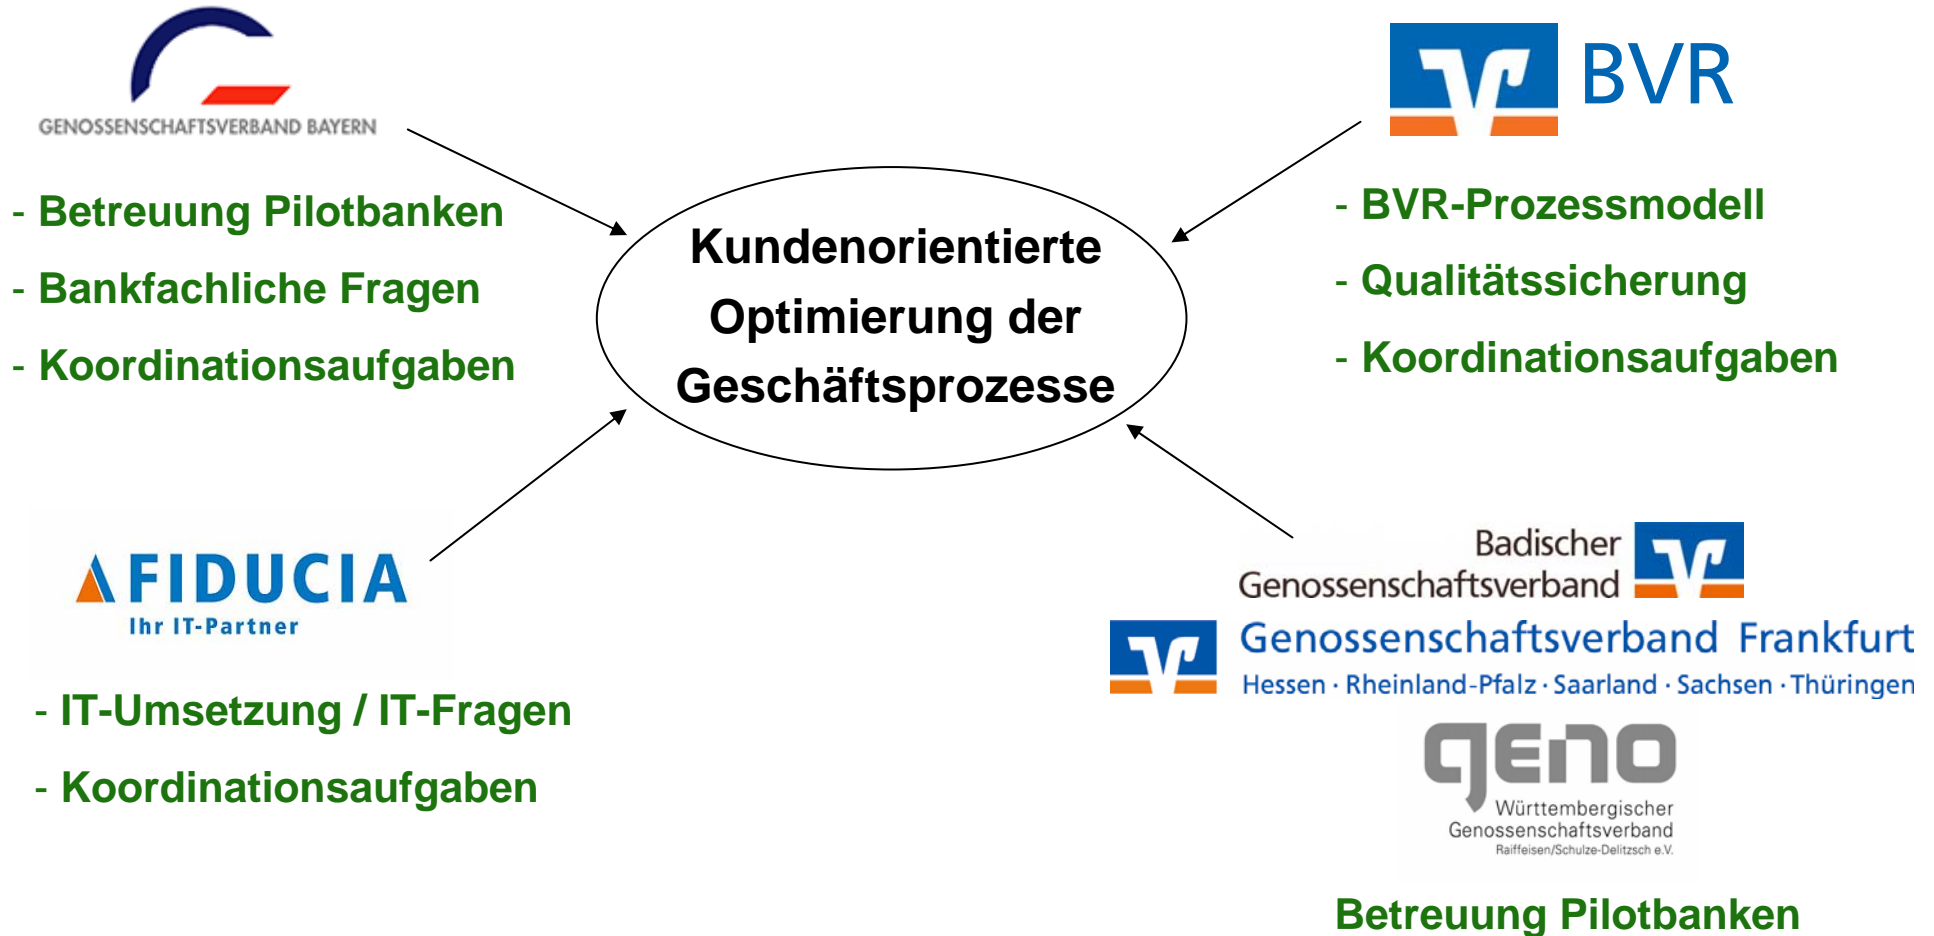 GENOSSENSCHAFTSVERBAND BAYERN
- Betreuung Pilotbanken
- Bankfachliche Fragen
- Koordinationsaufgaben
BVR
- BVR-Prozessmodell
- Qualitätssicherung
- Koordinationsaufgaben
Kundenorientierte
Optimierung der
Geschäftsprozesse
FIDUCIA
Ihr IT-Partner
- IT-Umsetzung / IT-Fragen
- Koordinationsaufgaben
Badischer
Genossenschaftsverband
Genossenschaftsverband Frankfurt
Hessen · Rheinland-Pfalz · Saarland · Sachsen · Thüringen
geno
Württembergischer
Genossenschaftsverband
Raiffeisen/Schulze-Delitzsch e.V.
Betreuung Pilotbanken